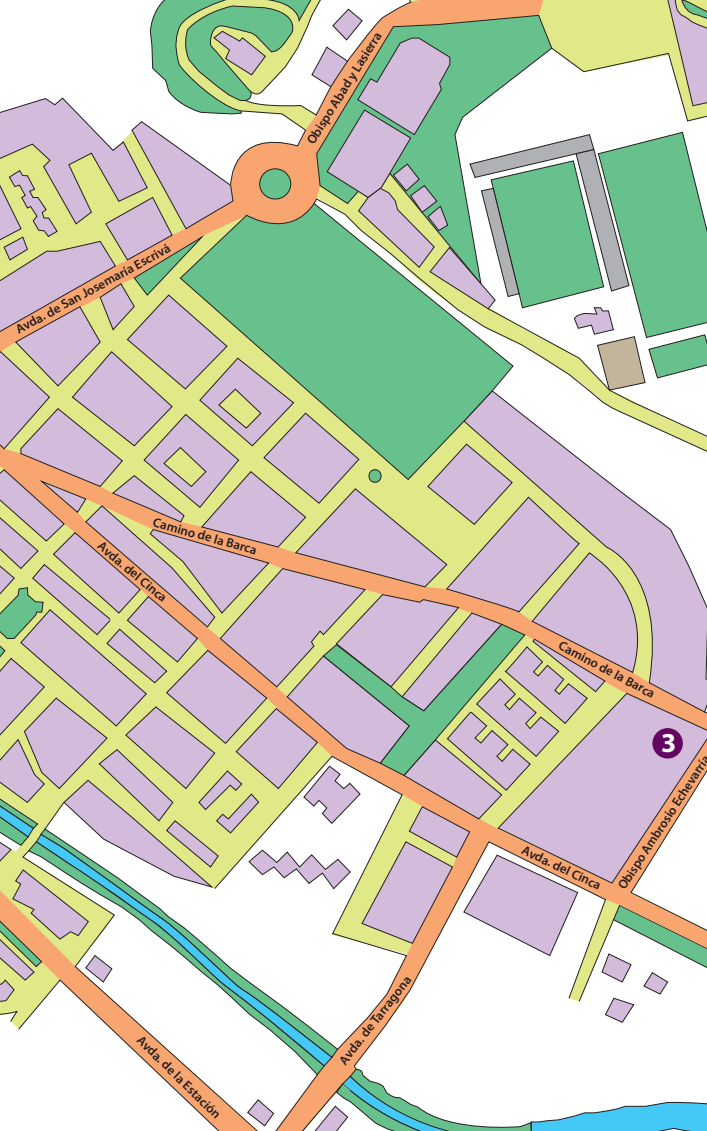 Obispo Abad y Lasierra
Avda. de San Josemaría Escrivá
Camino de la Barca
Avda. del Cinca
Camino de la Barca
3
Obispo Ambrosio Echevarría
Avda. del Cinca
Avda. de Tarragona
Avda. de la Estación